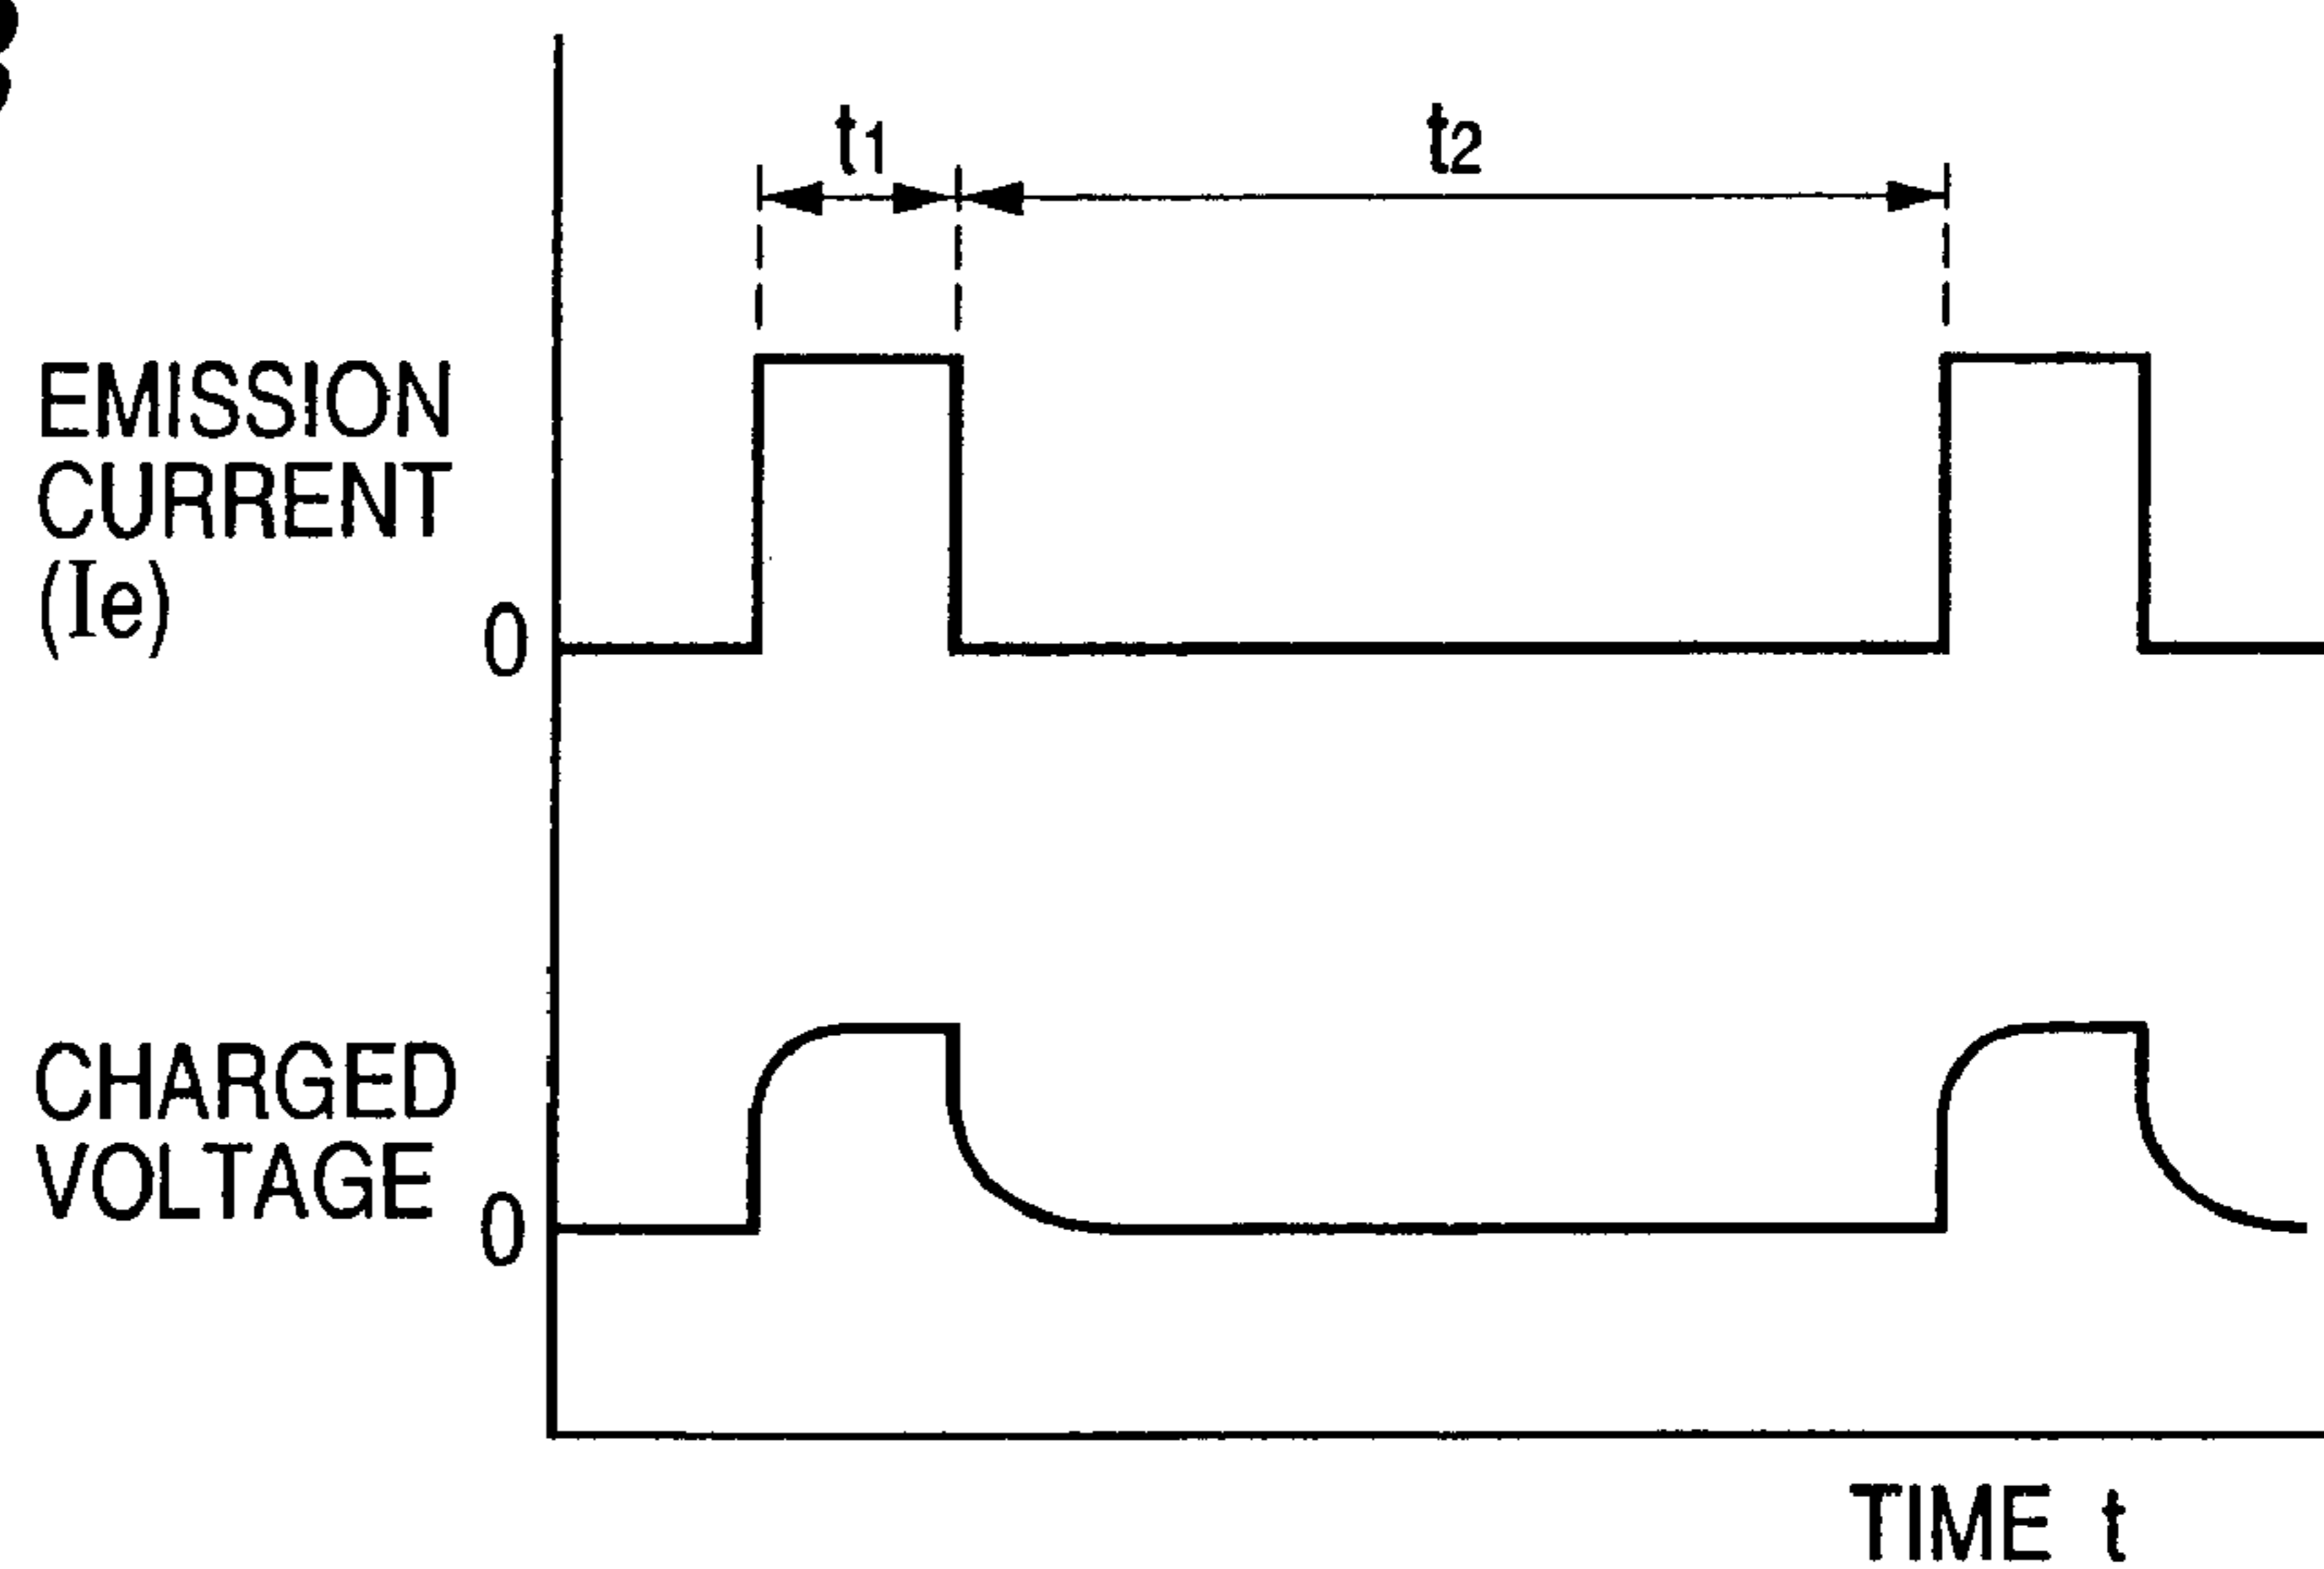 t1
t2
EMISSION
CURRENT
(Ie)
0
CHARGED
VOLTAGE
0
TIME t